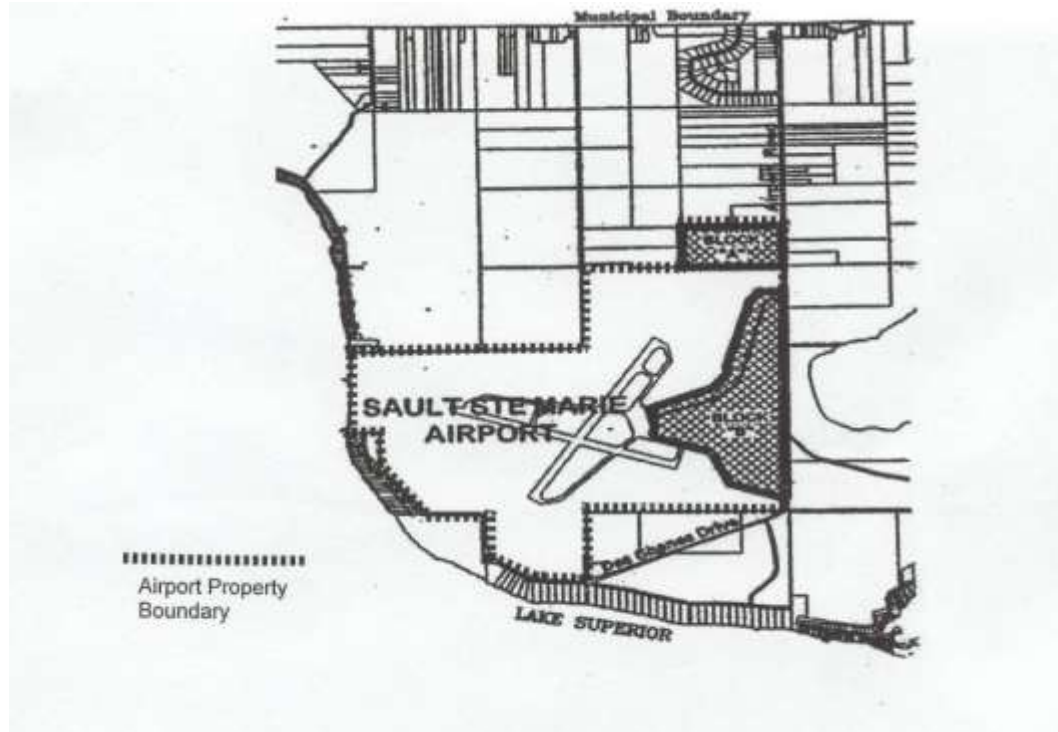 Municipal Boundary
BLOCK
"A"
SAULT STE MARIE
AIRPORT
BLOCK
"B"
Des Chenes Drive
Airport Property
Boundary
LAKE SUPERIOR